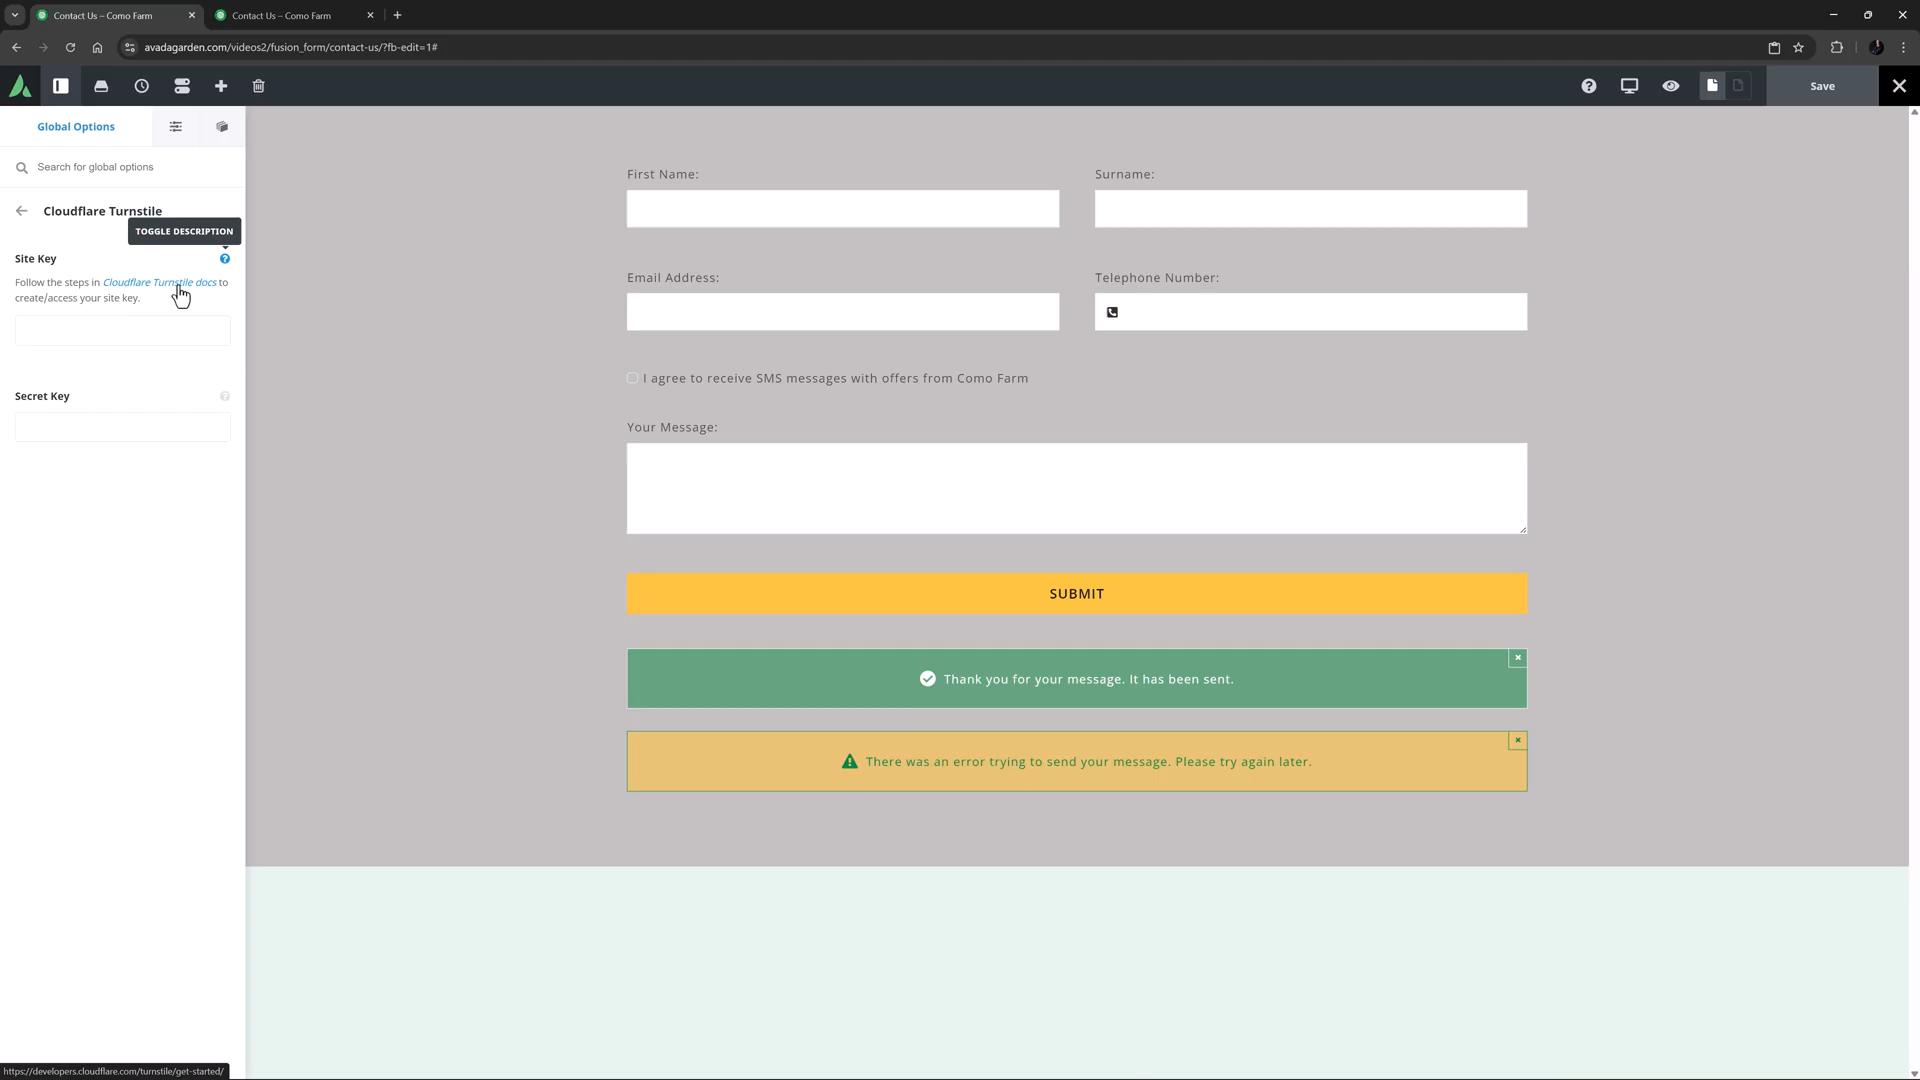 Contact Us – Como Farm
Contact Us – Como Farm
avadagarden.com/videos2/fusion_form/contact-us/?fb-edit=1#
Save
Global Options
Search for global options
Cloudflare Turnstile
TOGGLE DESCRIPTION
Site Key
Follow the steps in Cloudflare Turnstile docs to
create/access your site key.
Secret Key
First Name:
Surname:
Email Address:
Telephone Number:
I agree to receive SMS messages with offers from Como Farm
Your Message:
SUBMIT
Thank you for your message. It has been sent.
There was an error trying to send your message. Please try again later.
https://developers.cloudflare.com/turnstile/get-started/